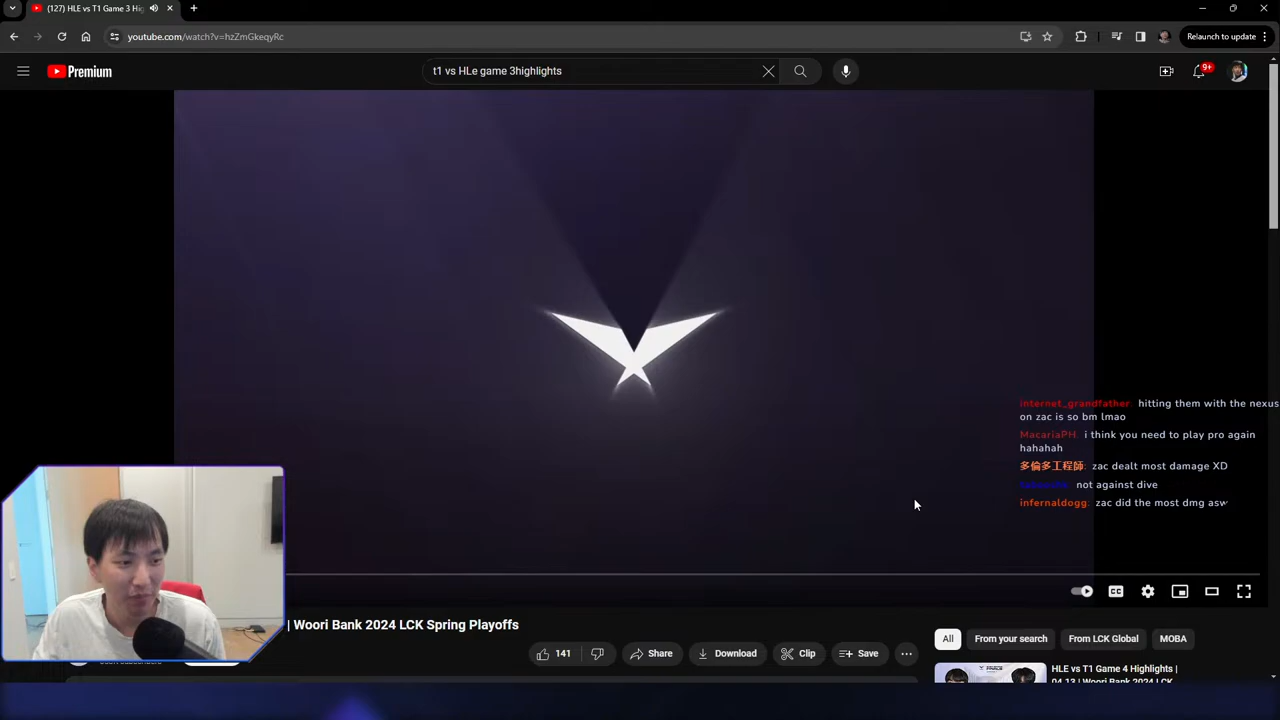 (127) HLE vs T1 Game 3 Hig
youtube.com/watch?v=hzZmGkeqyRc
Relaunch to update
Premium
t1 vs HLe game 3highlights
9+
internet_grandfather: hitting them with the nexus
on zac is so bm lmao
MacariaPH: i think you need to play pro again
hahahah
多倫多工程師: zac dealt most damage XD
not against dive
infernaldogg: zac did the most dmg asw
CC
| Woori Bank 2024 LCK Spring Playoffs
141
Share
Download
Clip
Save
All
From your search
From LCK Global
MOBA
HLE vs T1 Game 4 Highlights |
04.13 | Woori Bank 2024 LCK